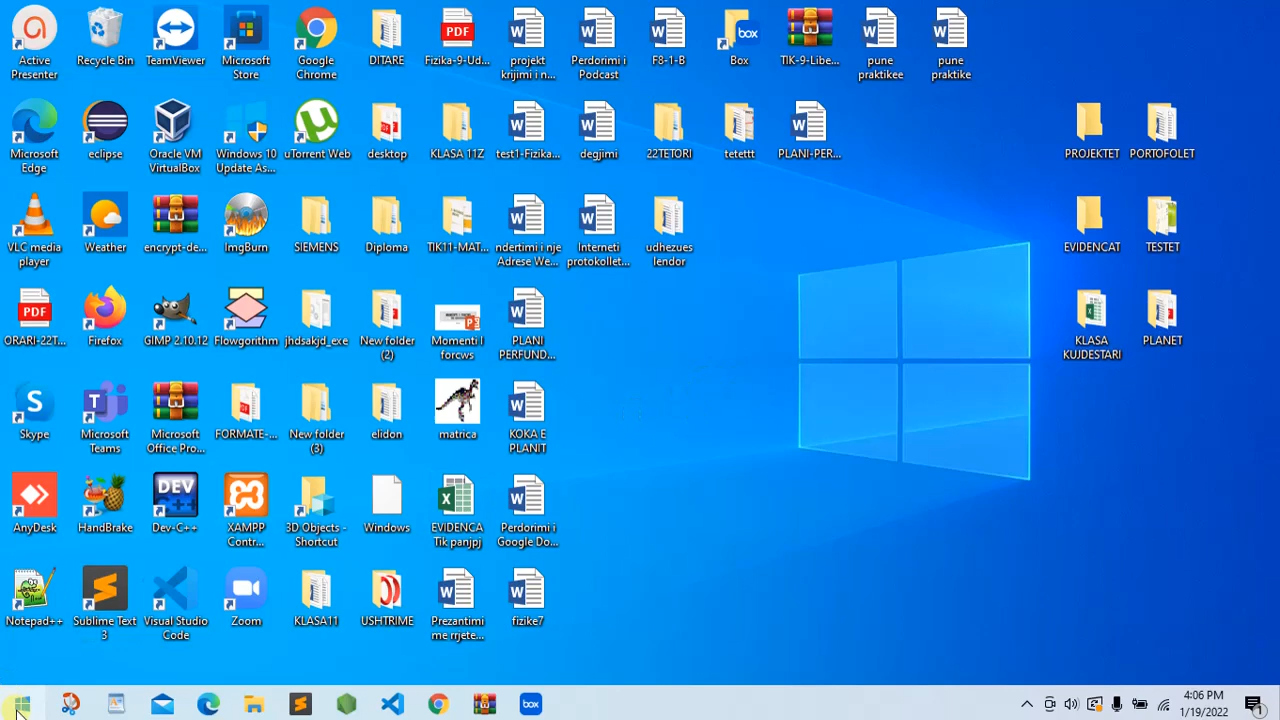 Active
Presenter
Recycle Bin
TeamViewer
Microsoft
Store
Google
Chrome
DITARE
PDF
Fizika-9-Ud...
projekt
krijimi i n...
Perdorimi i
Podcast
F8-1-B
box
Box
TIK-9-Libe...
pune
praktikee
pune
praktike
Microsoft
Edge
eclipse
Oracle VM
VirtualBox
Windows 10
Update As...
uTorrent Web
desktop
KLASA 11Z
test1-Fizika...
degjimi
22TETORI
tetettt
PLANI-PER...
PROJEKTET
PORTOFOLET
VLC media
player
Weather
encrypt-de...
ImgBurn
SIEMENS
Diploma
TIK11-MAT...
ndertimi i nje
Adrese We...
Interneti
protokollet...
udhezues
lendor
EVIDENCAT
TESTET
PDF
ORARI-22T...
Firefox
GIMP 2.10.12
Flowgorithm
jhdsakjd_exe
New folder
(2)
Momenti I
forcws
PLANI
PERFUND...
KLASA
KUJDESTARI
PLANET
Skype
Microsoft
Teams
Microsoft
Office Pro...
FORMATE-...
New folder
(3)
elidon
matrica
KOKA E
PLANIT
AnyDesk
HandBrake
DEV
Dev-C++
XAMPP
Contr...
3D Objects -
Shortcut
Windows
EVIDENCA
Tik panjpj
Perdorimi i
Google Do...
Notepad++
Sublime Text
3
Visual Studio
Code
Zoom
KLASA11
USHTRIME
Prezantimi
me rrjete...
fizike7
box
4:06 PM
1/19/2022
1